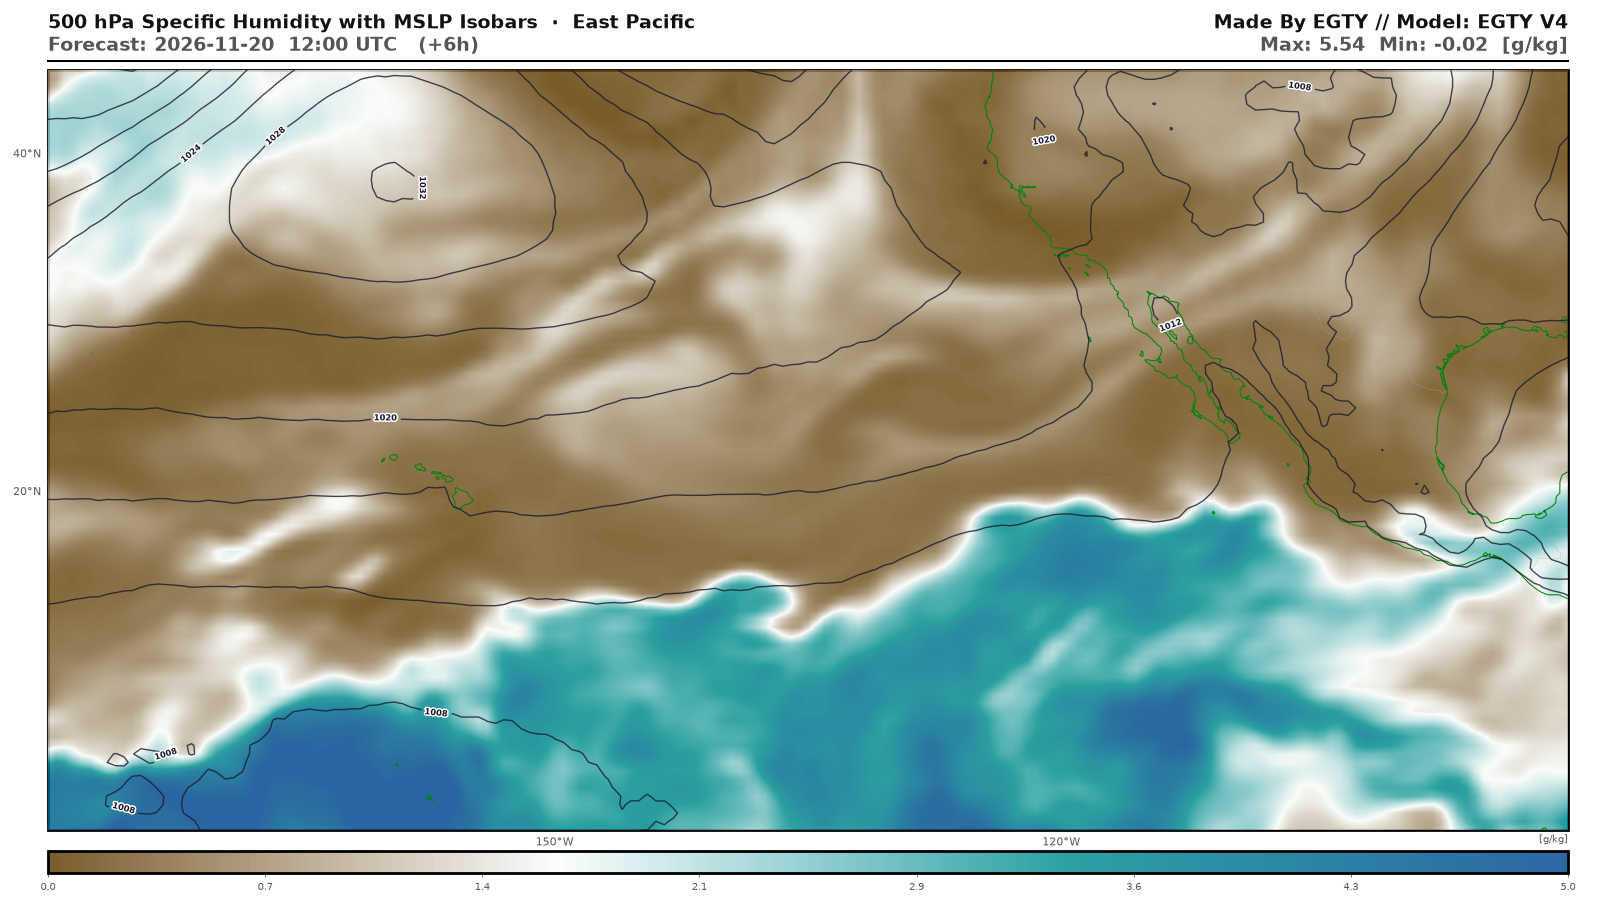 500 hPa Specific Humidity with MSLP Isobars · East Pacific
Made By EGTY // Model: EGTY V4
Forecast: 2026-11-20 12:00 UTC (+6h)
Max: 5.54 Min: -0.02 [g/kg]
1008
1028
1020
1024
40°N
1032
1012
1020
20°N
1008
1008
1008
150°W
120°W
[g/kg]
0.0
0.7
1.4
2.1
2.9
3.6
4.3
5.0